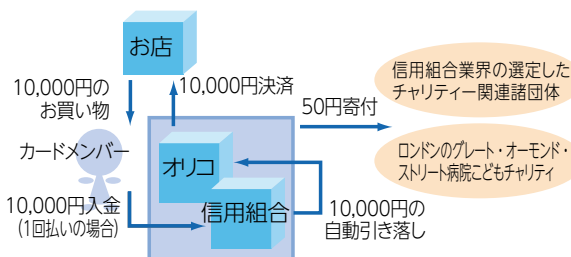 お店
10,000円の
お買い物
10,000円決済
カードメンバー
オリコ
信用組合
10,000円入金
(1回払いの場合)
10,000円の
自動引き落し
50円寄付
信用組合業界の選定した
チャリティー関連諸団体
ロンドンのグレート・オーモンド・
ストリート病院こどもチャリティ